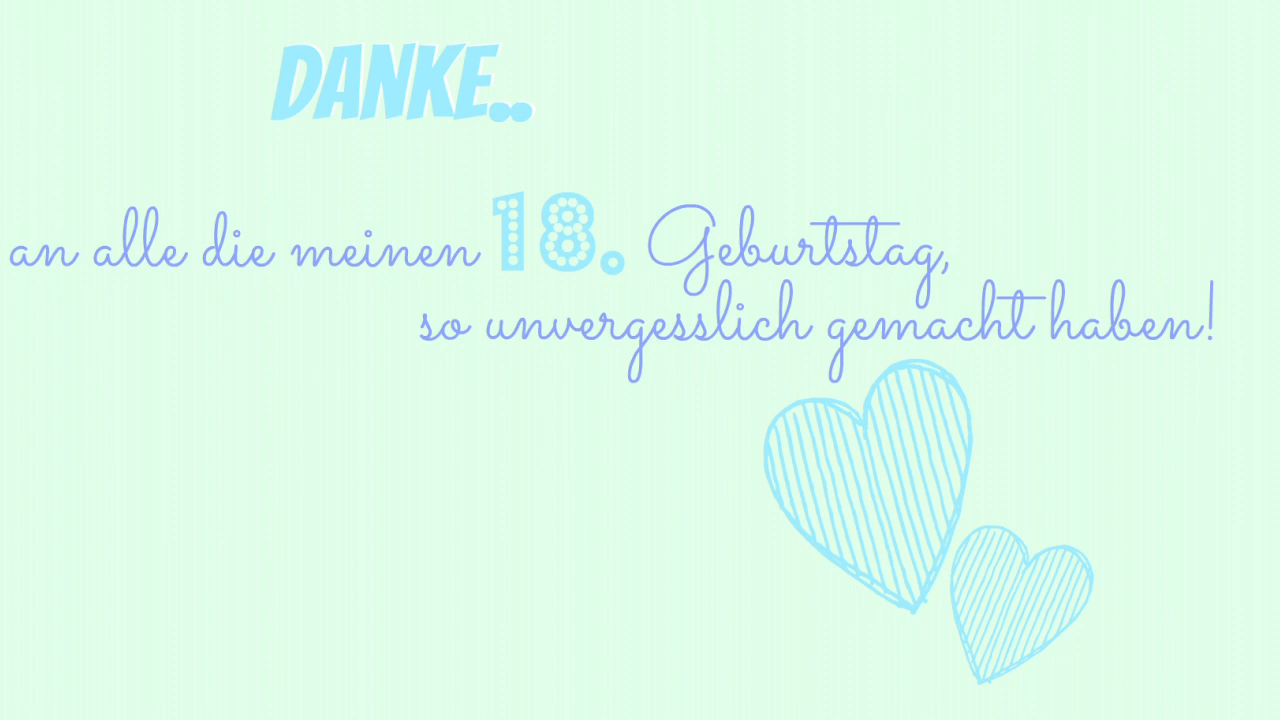 DANKE..
an alle die meinen 18. Geburtstag,
so unvergesslich gemacht haben!